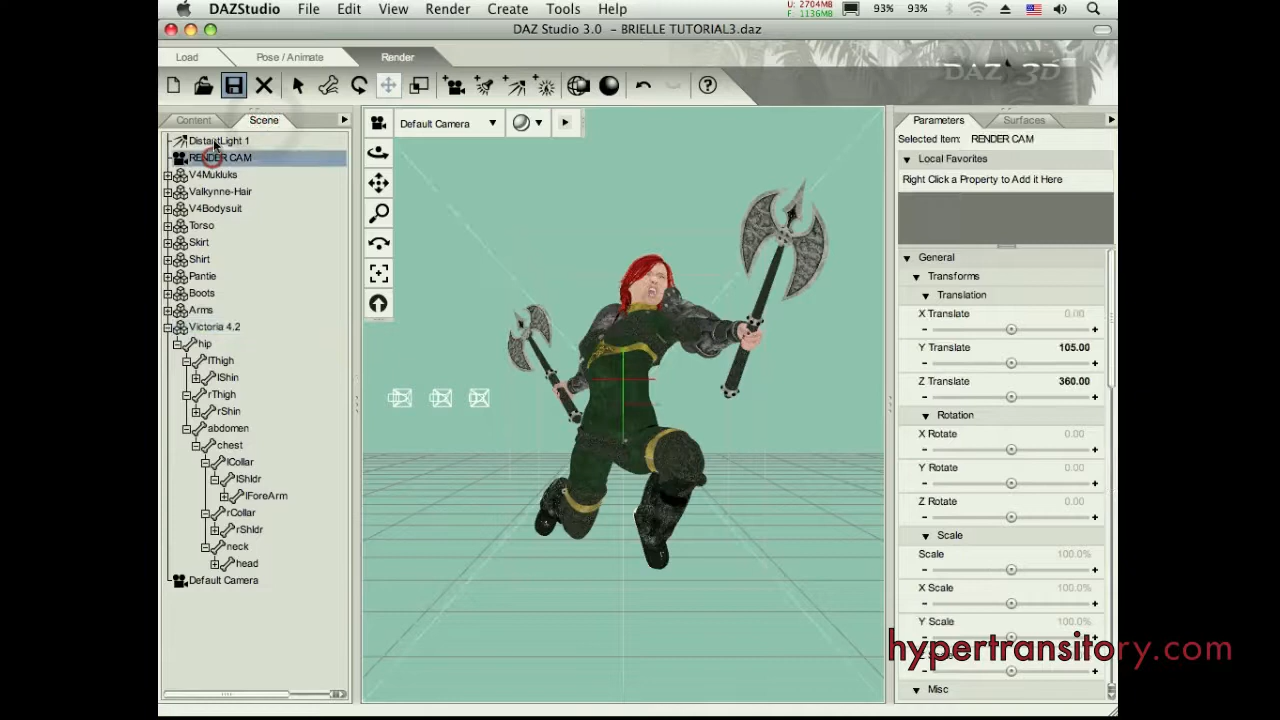 DAZStudio File Edit View Render Create Tools Help U: 2704MB F: 1136MB 93% 93%
DAZ Studio 3.0 - BRIELLE TUTORIAL3.daz
Load Pose / Animate Render
DAZ 3D
Content Scene
DistantLight 1
RENDER CAM
V4Mukluks
Valkynne-Hair
V4Bodysuit
Torso
Skirt
Shirt
Pantie
Boots
Arms
Victoria 4.2
hip
lThigh
lShin
rThigh
rShin
abdomen
chest
lCollar
lShldr
lForeArm
rCollar
rShldr
neck
head
Default Camera
Default Camera
Parameters Surfaces
Selected Item: RENDER CAM
Local Favorites
Right Click a Property to Add it Here
General
Transforms
Translation
X Translate 0.00
Y Translate 105.00
Z Translate 360.00
Rotation
X Rotate 0.00
Y Rotate 0.00
Z Rotate 0.00
Scale
Scale 100.0%
X Scale 100.0%
Y Scale 100.0%
Misc
hypertransitory.com